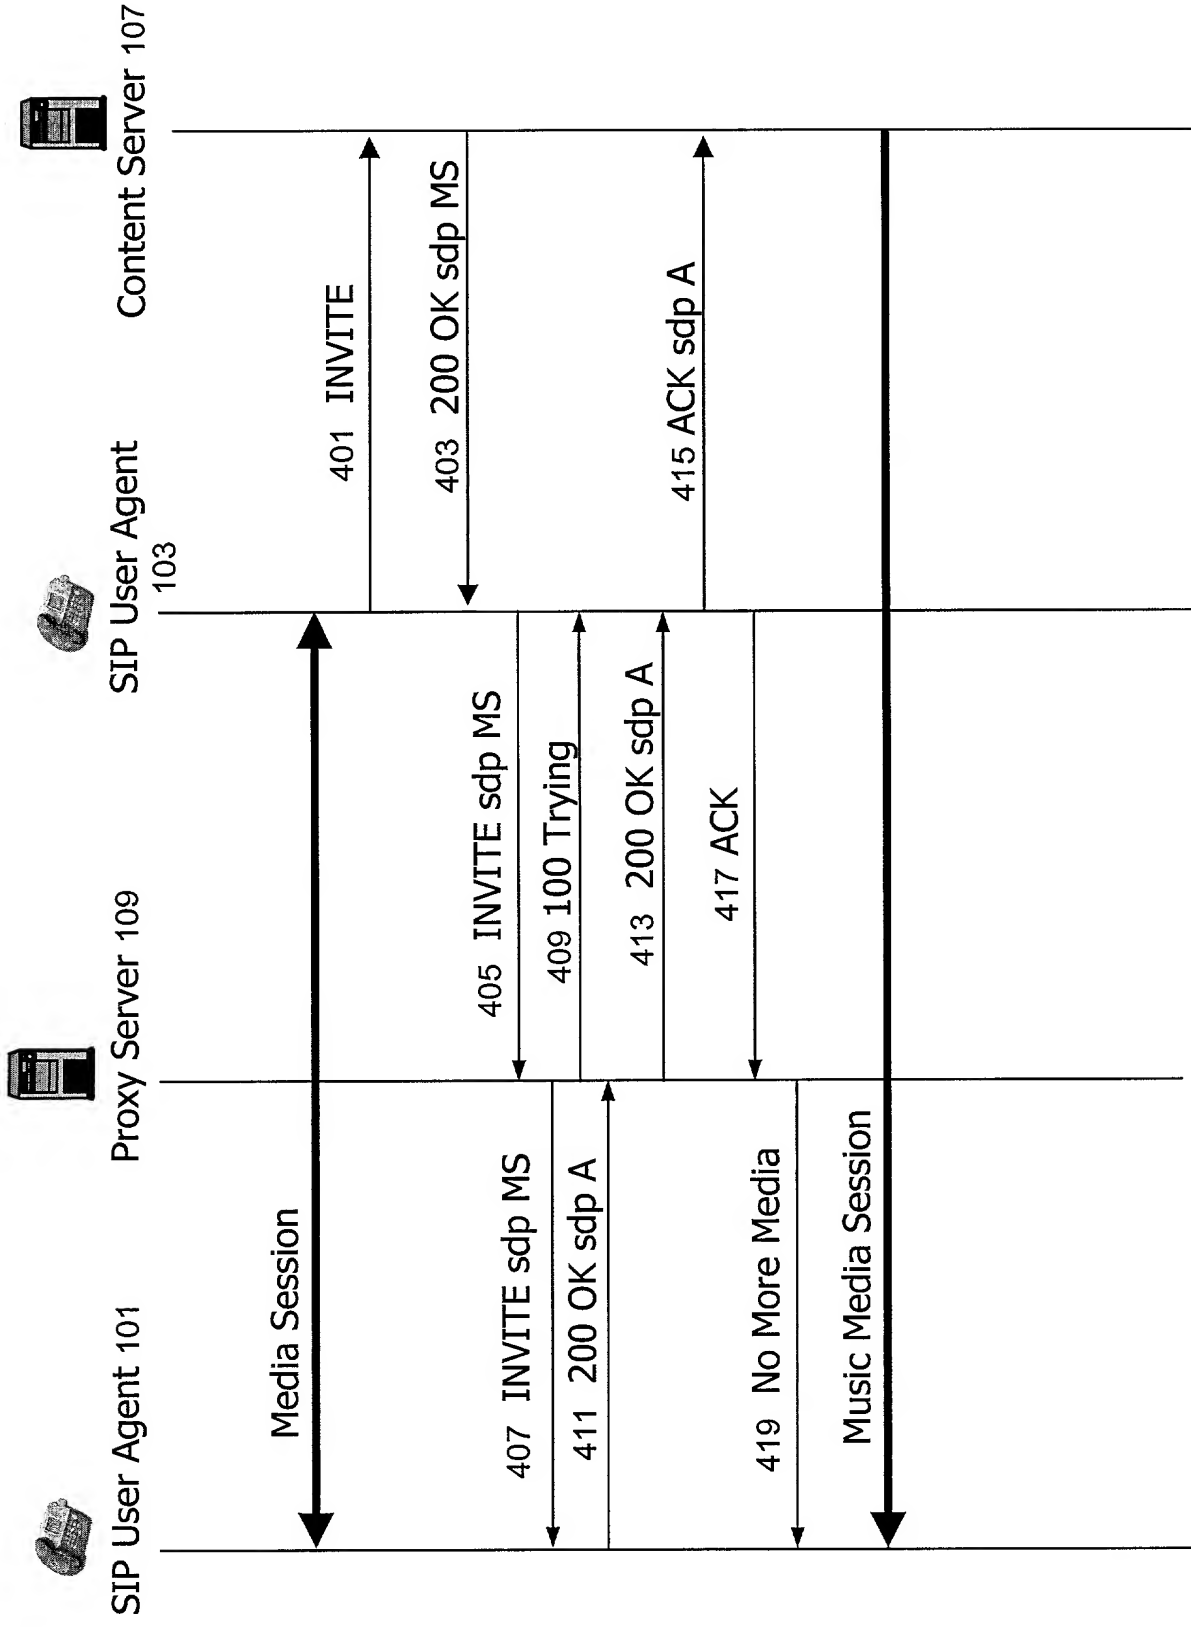 SIP User Agent 101
Proxy Server 109
SIP User Agent
103
Content Server 107
Media Session
401 INVITE
403 200 OK sdp MS
405 INVITE sdp MS
407 INVITE sdp MS
409 100 Trying
411 200 OK sdp A
413 200 OK sdp A
415 ACK sdp A
417 ACK
419 No More Media
Music Media Session